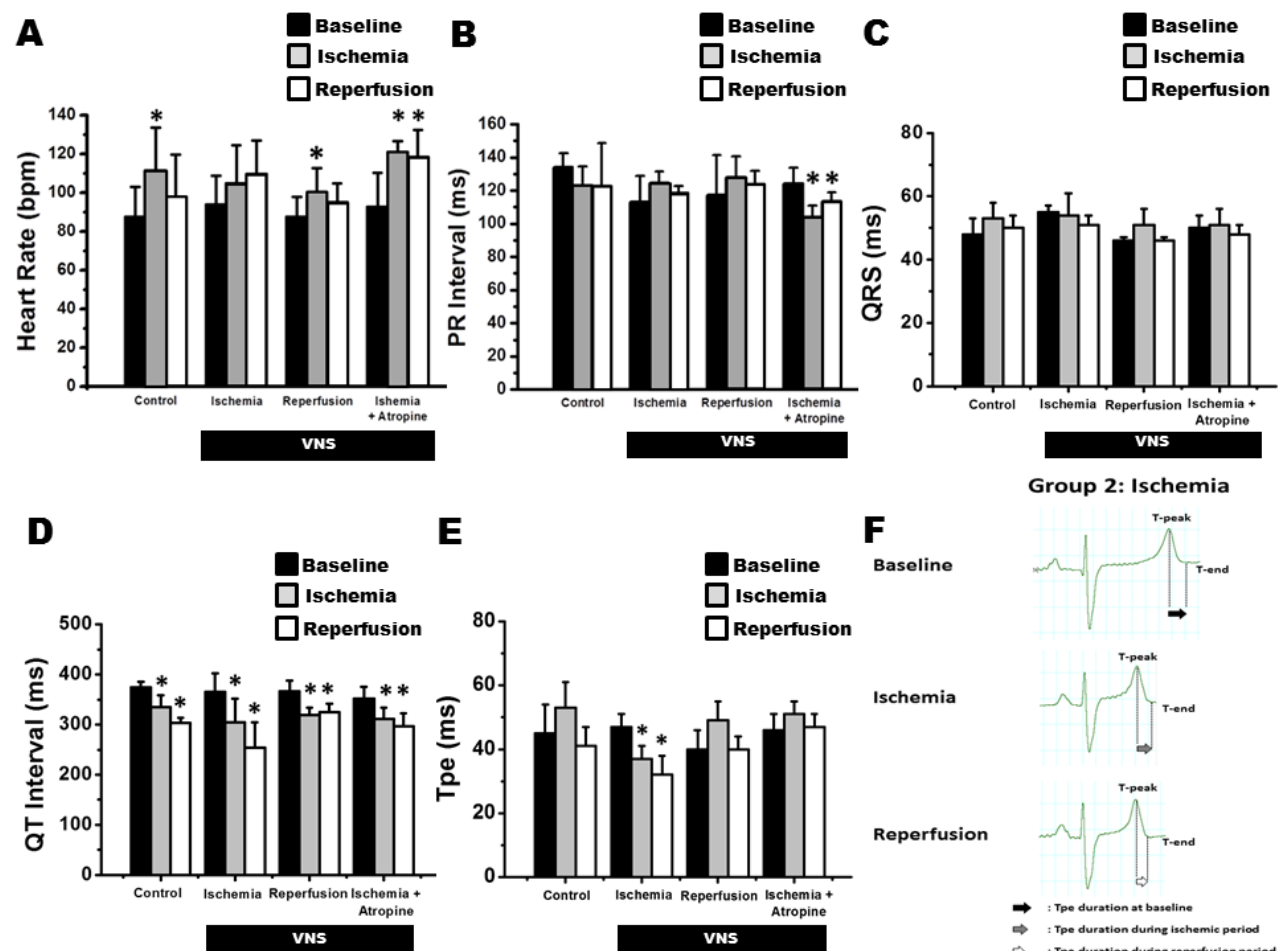 A
Baseline
Ischemia
Reperfusion
Heart Rate (bpm)
140
120
100
80
60
40
20
0
*
*
* *
Control
Ischemia
Reperfusion
Ishemia
+ Atropine
VNS
B
Baseline
Ischemia
Reperfusion
PR Interval (ms)
160
140
120
100
80
60
40
20
0
* *
Control
Ischemia
Reperfusion
Ischemia
+ Atropine
VNS
C
Baseline
Ischemia
Reperfusion
QRS (ms)
80
60
40
20
0
Control
Ischemia
Reperfusion
Ischemia +
Atropine
VNS
D
Baseline
Ischemia
Reperfusion
QT Interval (ms)
500
400
300
200
100
0
* *
* *
* *
* *
Control
Ischemia
Reperfusion
Ischemia +
Atropine
VNS
E
Baseline
Ischemia
Reperfusion
Tpe (ms)
80
60
40
20
0
* *
Control
Ischemia
Reperfusion
Ischemia +
Atropine
VNS
F
Group 2: Ischemia
Baseline
T-peak
T-end
Ischemia
T-peak
T-end
Reperfusion
T-peak
T-end
: Tpe duration at baseline
: Tpe duration during ischemic period
: Tpe duration during reperfusion period